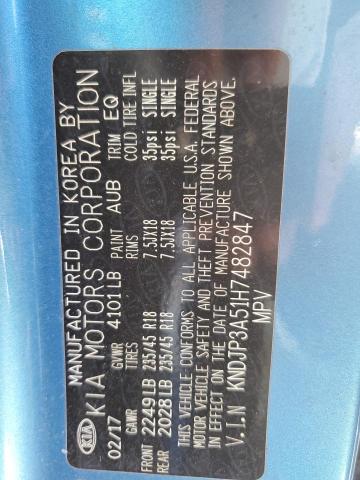 MANUFACTURED IN KOREA BY
KIA KIA MOTORS CORPORATION
02/17 GVWR 4101LB PAINT AUB TRIM EQ
GAWR TIRES RIMS COLD TIRE INFL
FRONT 2249LB 235/45 R18 7.5JX18 35psi SINGLE
REAR 2028LB 235/45 R18 7.5JX18 35psi SINGLE
THIS VEHICLE CONFORMS TO ALL APPLICABLE U.S.A. FEDERAL
MOTOR VEHICLE SAFETY AND THEFT PREVENTION STANDARDS
IN EFFECT ON THE DATE OF MANUFACTURE SHOWN ABOVE.
V.I.N KNDJP3A51H7482847
MPV